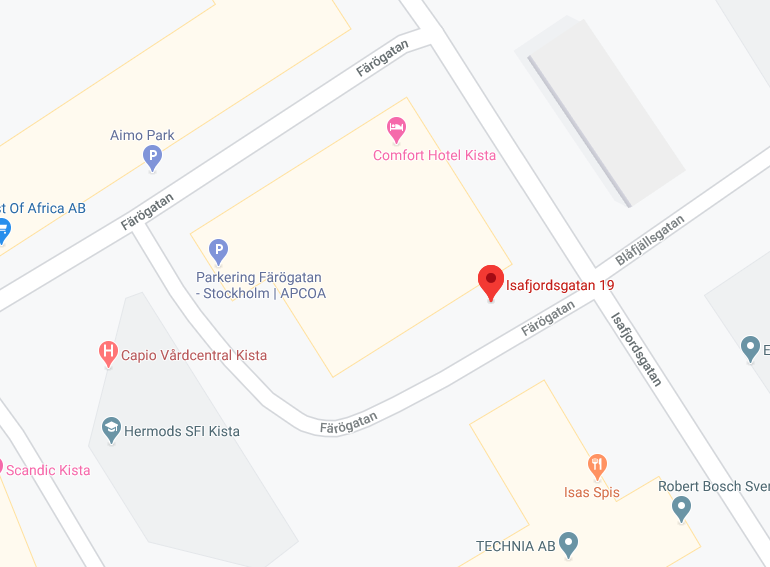 Färögatan
Aimo Park
Comfort Hotel Kista
Färögatan
st Of Africa AB
Blåfjällsgatan
Parkering Färögatan
- Stockholm | APCOA
Isafjordsgatan 19
Färögatan
Isafjordsgatan
Capio Vårdcentral Kista
E
Färögatan
Hermods SFI Kista
Scandic Kista
Isas Spis
Robert Bosch Sver
TECHNIA AB